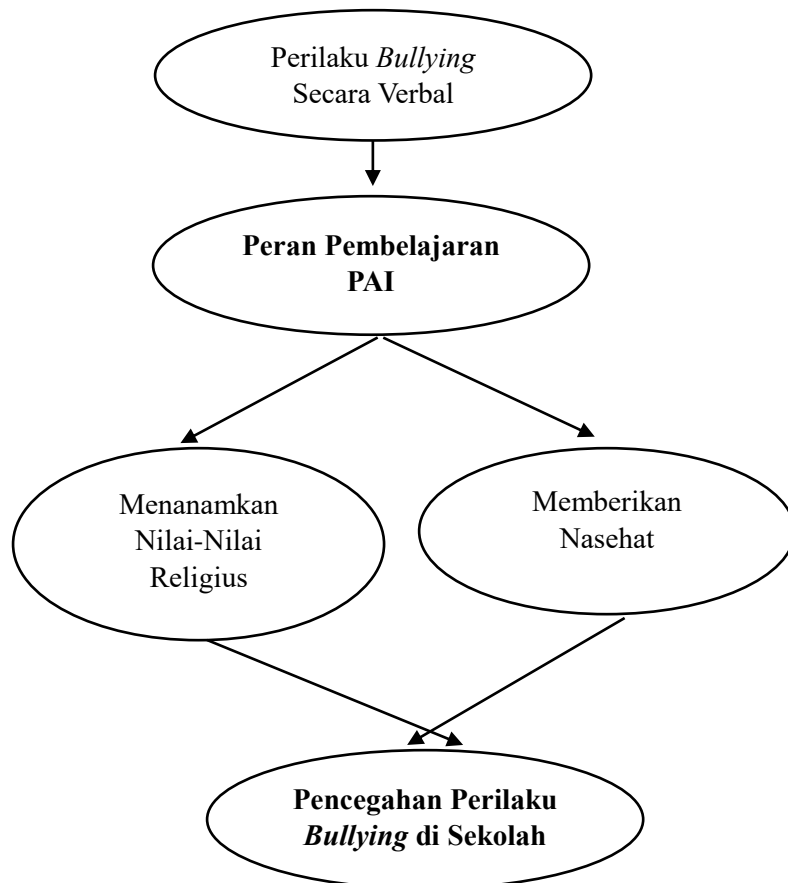 Perilaku Bullying
Secara Verbal
Peran Pembelajaran
PAI
Menanamkan
Nilai-Nilai
Religius
Memberikan
Nasehat
Pencegahan Perilaku
Bullying di Sekolah